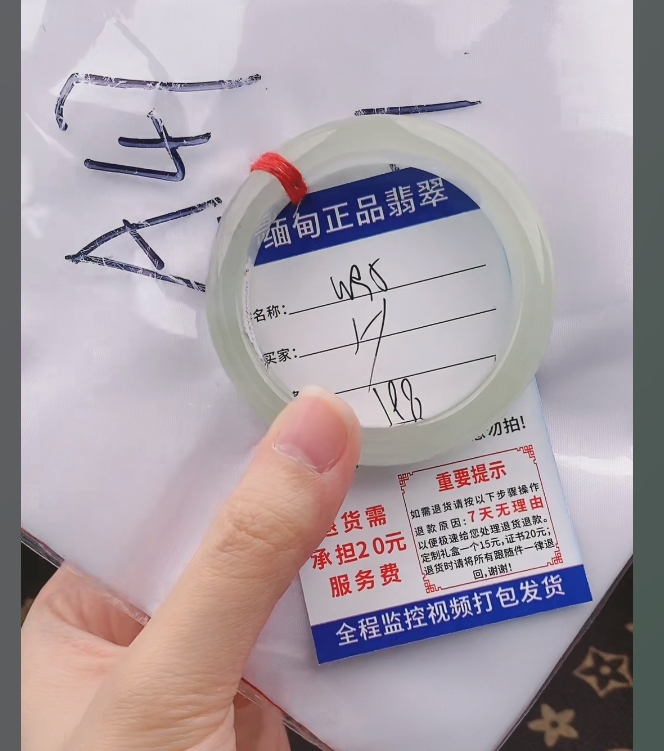 缅甸正品翡翠
名称:
买家:
勿拍!
退货需
承担20元
服务费
重要提示
如需退货请按以下步骤操作
退款原因:7天无理由
以便极速给您处理退货退款。
定制礼盒一个15元,证书20元;
退货时请将所有跟随件一律退
回,谢谢!
全程监控视频打包发货